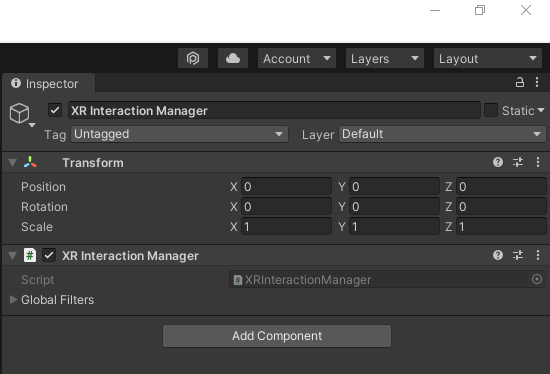 Account Layers Layout
Inspector
XR Interaction Manager Static
Tag Untagged Layer Default
Transform
Position X 0 Y 0 Z 0
Rotation X 0 Y 0 Z 0
Scale X 1 Y 1 Z 1
# XR Interaction Manager
Script # XRInteractionManager
Global Filters
Add Component